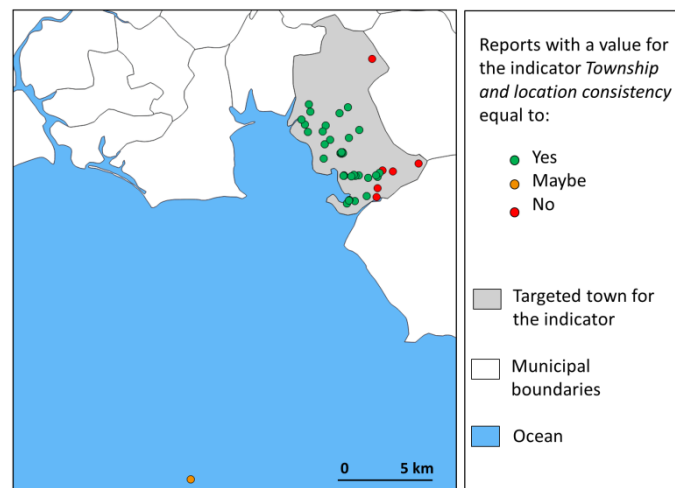 Reports with a value for
the indicator Township
and location consistency
equal to:
Yes
Maybe
No
Targeted town for
the indicator
Municipal
boundaries
Ocean
0 5 km